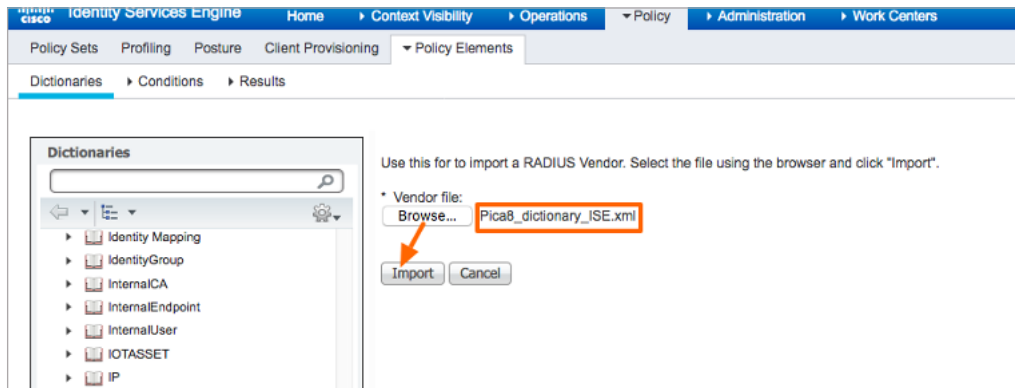 cisco Identity Services Engine Home Context Visibility Operations Policy Administration Work Centers
Policy Sets Profiling Posture Client Provisioning Policy Elements
Dictionaries Conditions Results
Dictionaries
Use this for to import a RADIUS Vendor. Select the file using the browser and click "Import".
* Vendor file:
Browse... Pica8_dictionary_ISE.xml
Import Cancel
Identity Mapping
IdentityGroup
InternalCA
InternalEndpoint
InternalUser
IOTASSET
IP